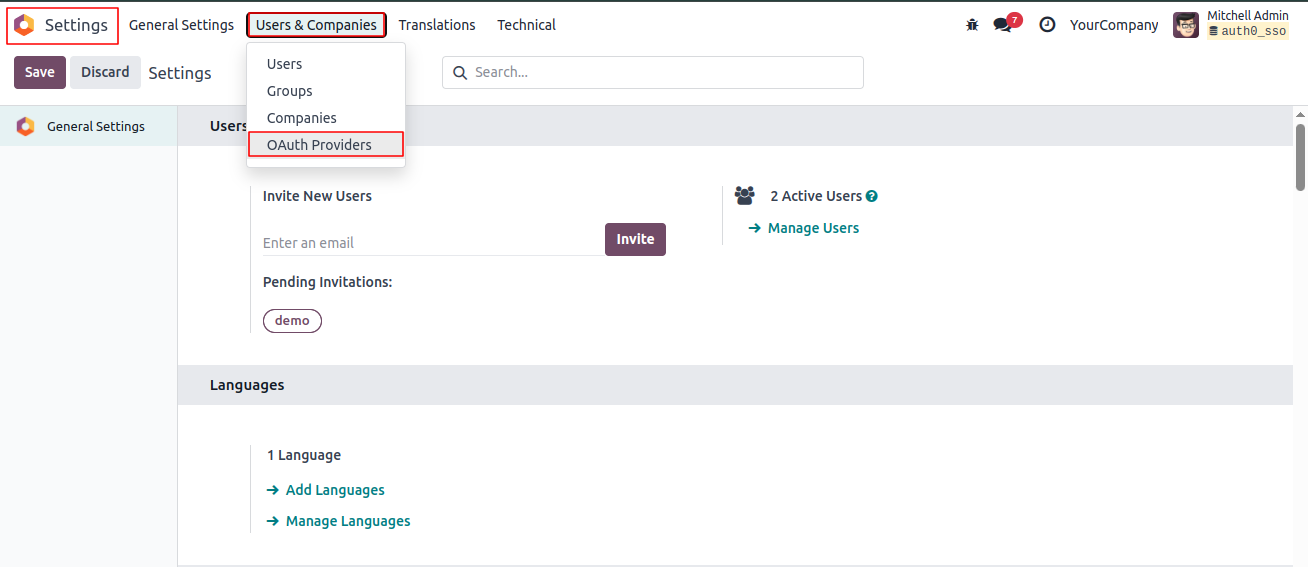 Settings General Settings Users & Companies Translations Technical 7 YourCompany Mitchell Admin
auth0_sso
Save Discard Settings Search...
Users
Groups
Companies
OAuth Providers
General Settings
Users
Invite New Users
Enter an email Invite
Pending Invitations:
demo
2 Active Users ?
Manage Users
Languages
1 Language
Add Languages
Manage Languages